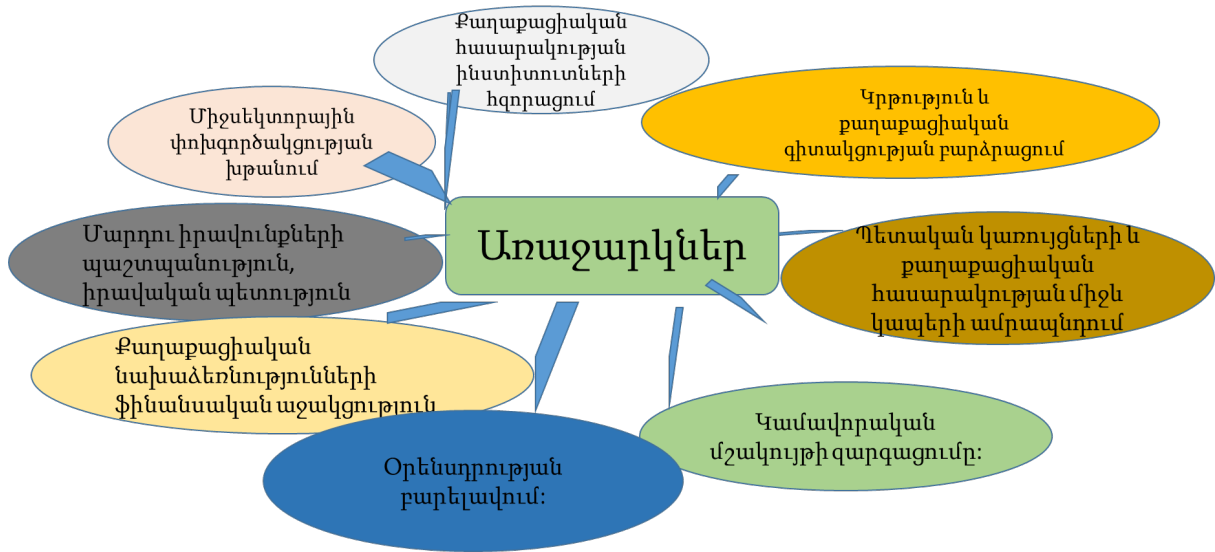 Քաղաքացիական
հասարակության
ինստիտուտների
հզորացում
Կրթություն և
քաղաքացիական
գիտակցության բարձրացում
Միջսեկտորային
փոխգործակցության
խթանում
Առաջարկներ
Մարդու իրավունքների
պաշտպանություն,
իրավական պետություն
Պետական կառույցների և
քաղաքացիական
հասարակության միջև
կապերի ամրապնդում
Քաղաքացիական
նախաձեռնությունների
ֆինանսական աջակցություն
Կամավորական
մշակույթի զարգացումը:
Օրենսդրության
բարելավում: